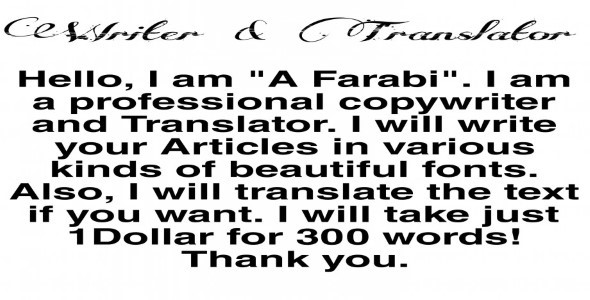 Writer & Translator
Hello, I am "A Farabi". I am
a professional copywriter
and Translator. I will write
your Articles in various
kinds of beautiful fonts.
Also, I will translate the text
if you want. I will take just
1Dollar for 300 words!
Thank you.